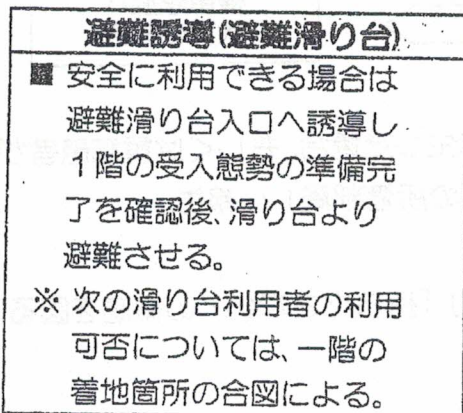 避難誘導(避難滑り台)
■ 安全に利用できる場合は
避難滑り台入口へ誘導し
1階の受入態勢の準備完
了を確認後、滑り台より
避難させる。
※ 次の滑り台利用者の利用
可否については、一階の
着地箇所の合図による。